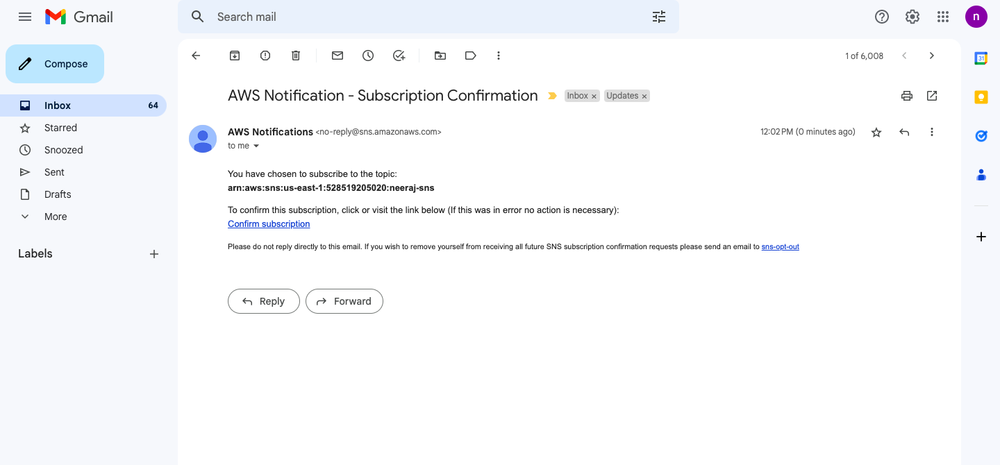 Gmail
Search mail
n
Compose
1 of 6,008
31
AWS Notification - Subscription Confirmation Inbox × Updates ×
Inbox 64
Starred
Snoozed
Sent
Drafts
More
Labels
AWS Notifications <no-reply@sns.amazonaws.com> 12:02 PM (0 minutes ago)
to me
You have chosen to subscribe to the topic:
arn:aws:sns:us-east-1:528519205020:neeraj-sns
To confirm this subscription, click or visit the link below (If this was in error no action is necessary):
Confirm subscription
Please do not reply directly to this email. If you wish to remove yourself from receiving all future SNS subscription confirmation requests please send an email to sns-opt-out
Reply Forward